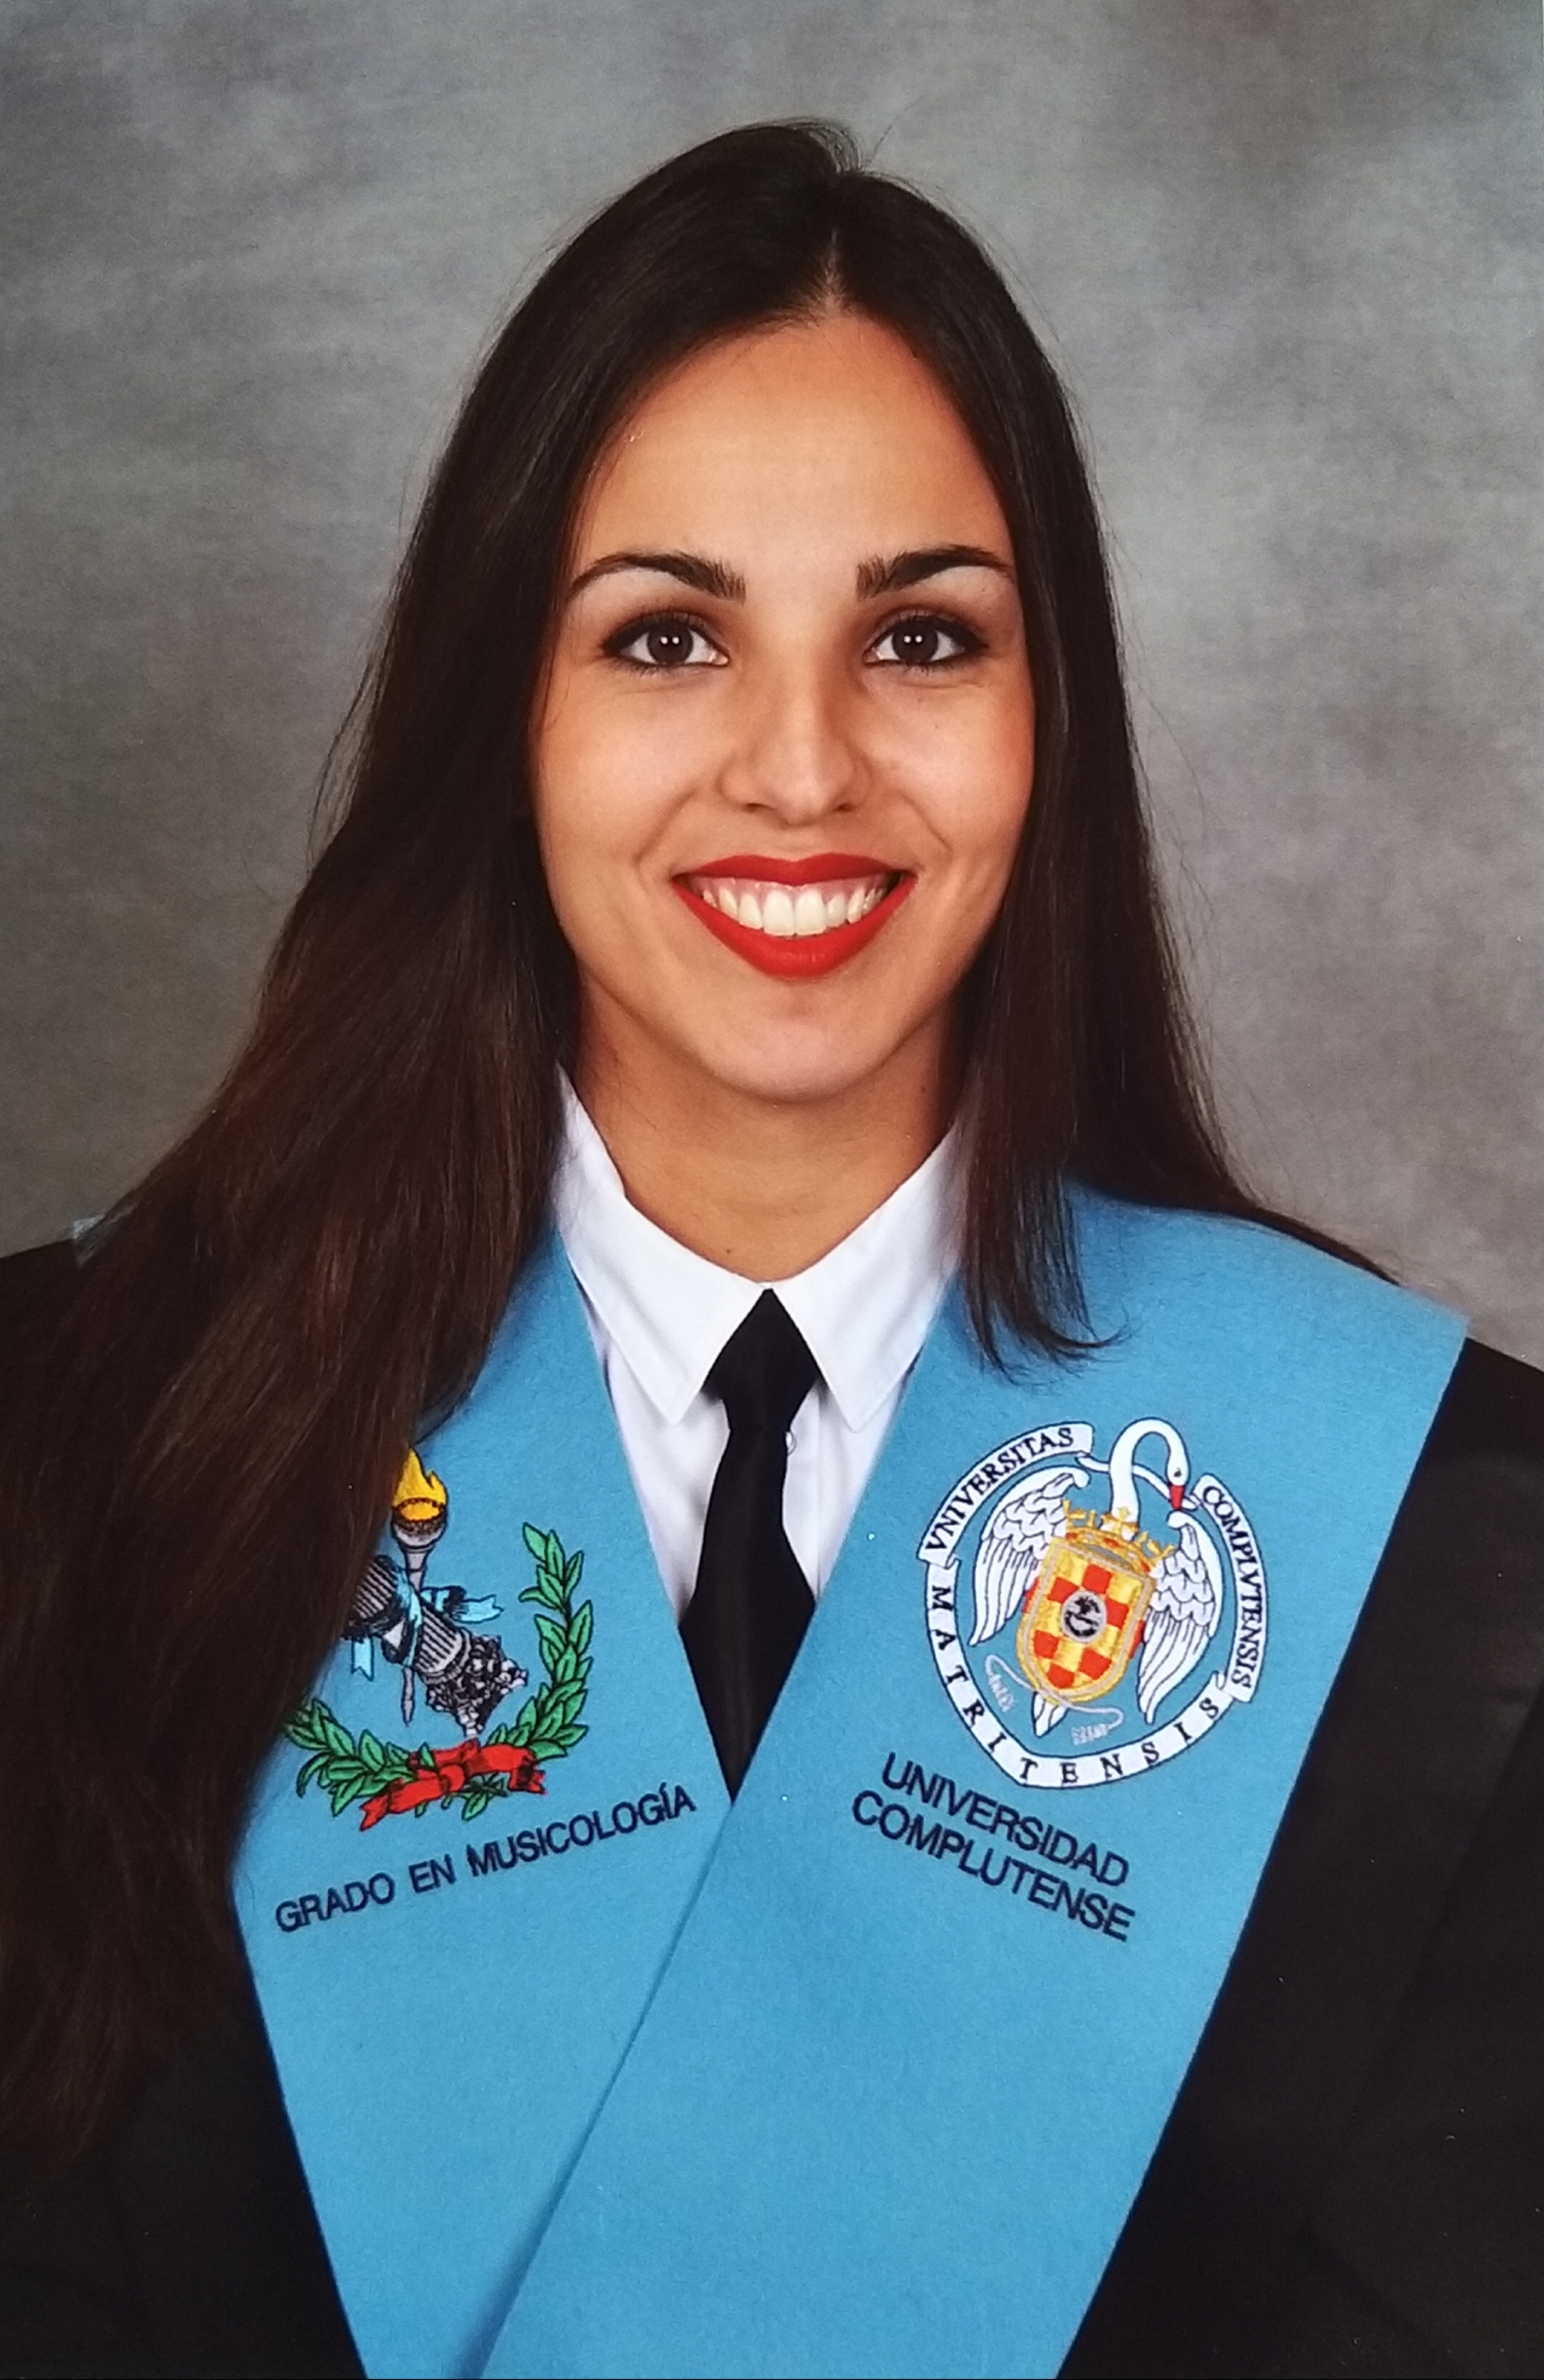 GRADO EN MUSICOLOGÍA
VNIVERSITAS
COMPLVTENSIS
MATRITENSIS
UNIVERSIDAD
COMPLUTENSE